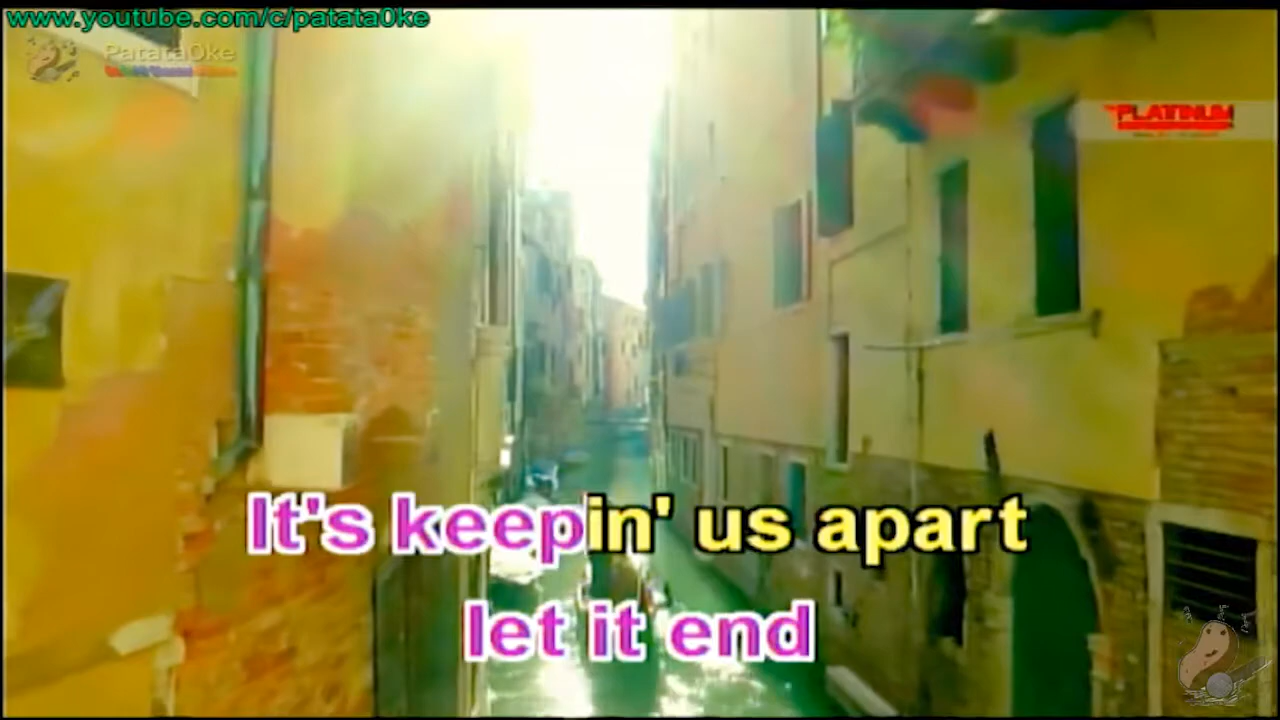 www.youtube.com/c/patata0ke
Patata0ke
PLATINUM
It's keepin' us apart
let it end